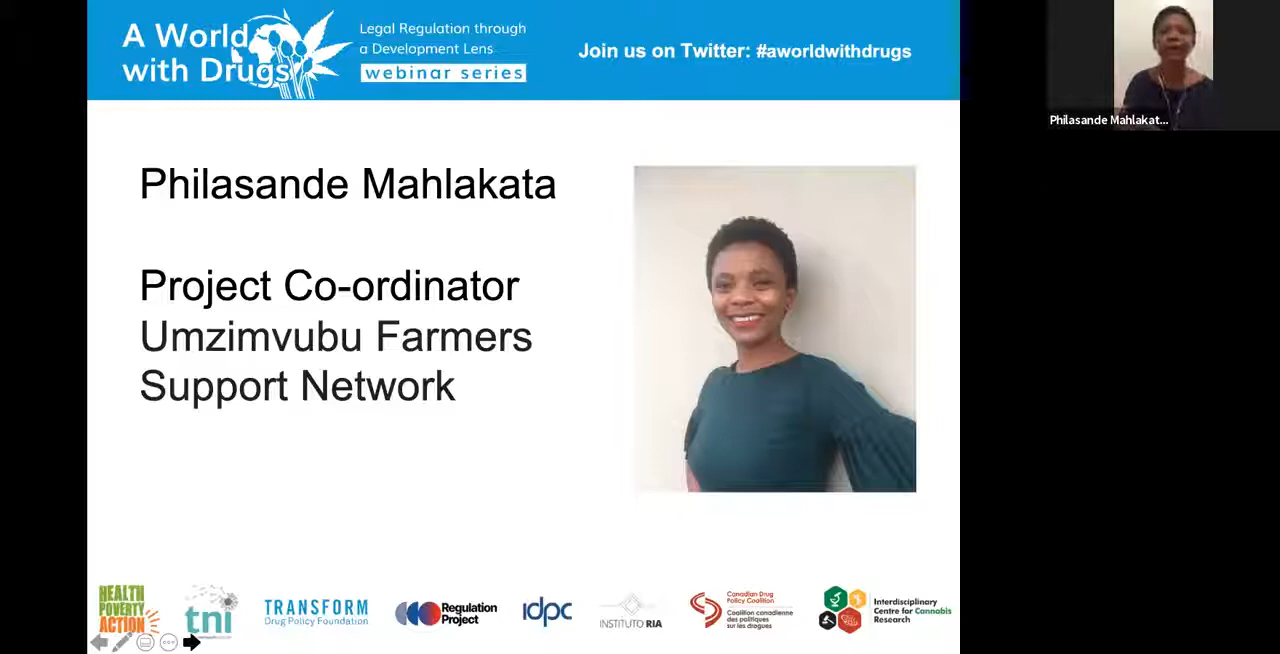 A World
with Drugs
Legal Regulation through
a Development Lens
webinar series
Join us on Twitter: #aworldwithdrugs
Philasande Mahlakat...
Philasande Mahlakata
Project Co-ordinator
Umzimvubu Farmers
Support Network
HEALTH
POVERTY
ACTION
tni
TRANSFORM
Drug Policy Foundation
Regulation
Project
idpc
INSTITUTO RIA
Canadian Drug
Policy Coalition
Coalition canadienne
des politiques
sur les drogues
Interdisciplinary
Centre for Cannabis
Research